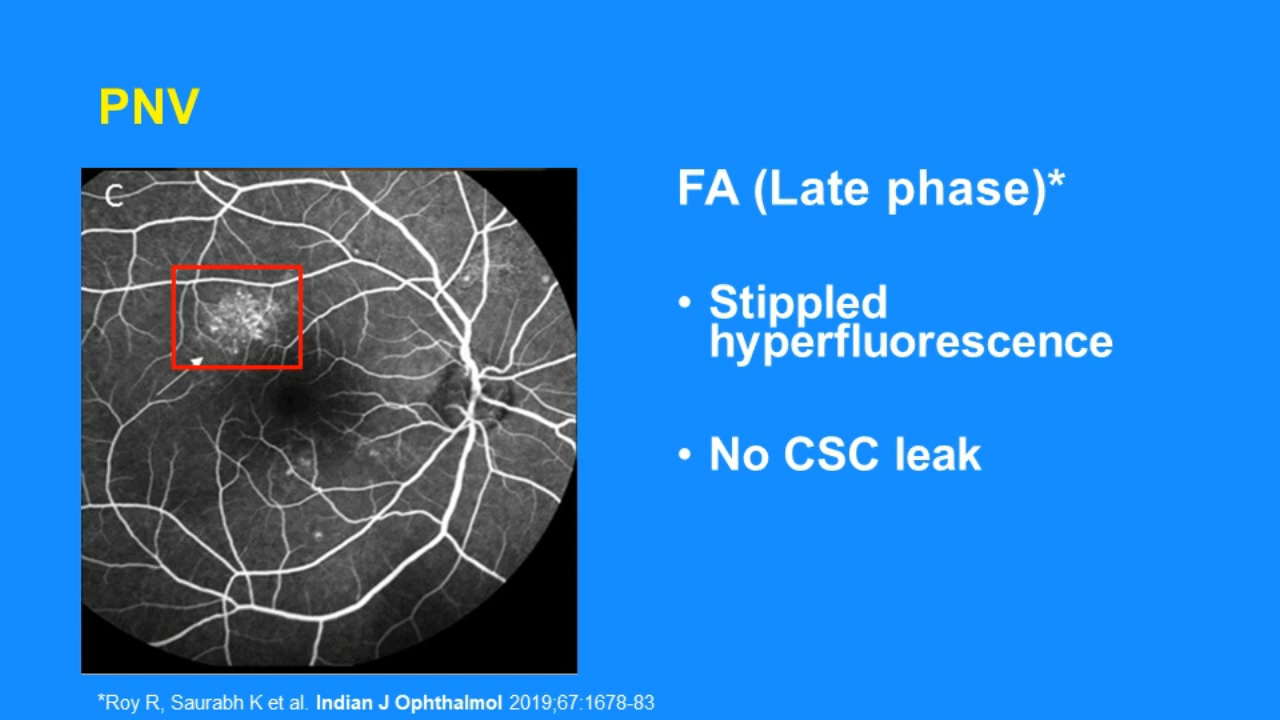 PNV
C
FA (Late phase)*
• Stippled
hyperfluorescence
• No CSC leak
*Roy R, Saurabh K et al. Indian J Ophthalmol 2019;67:1678-83